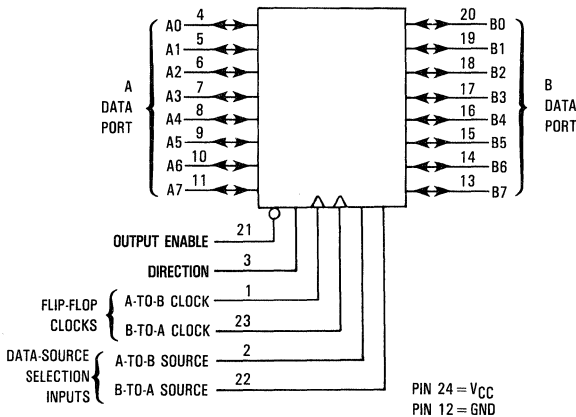 A0 4 20 B0
A1 5 19 B1
A2 6 18 B2
A3 7 17 B3
A4 8 16 B4
A5 9 15 B5
A6 10 14 B6
A7 11 13 B7
A
DATA
PORT
B
DATA
PORT
OUTPUT ENABLE 21
DIRECTION 3
FLIP-FLOP
CLOCKS
A-TO-B CLOCK 1
B-TO-A CLOCK 23
DATA-SOURCE
SELECTION
INPUTS
A-TO-B SOURCE 2
B-TO-A SOURCE 22
PIN 24 = VCC
PIN 12 = GND